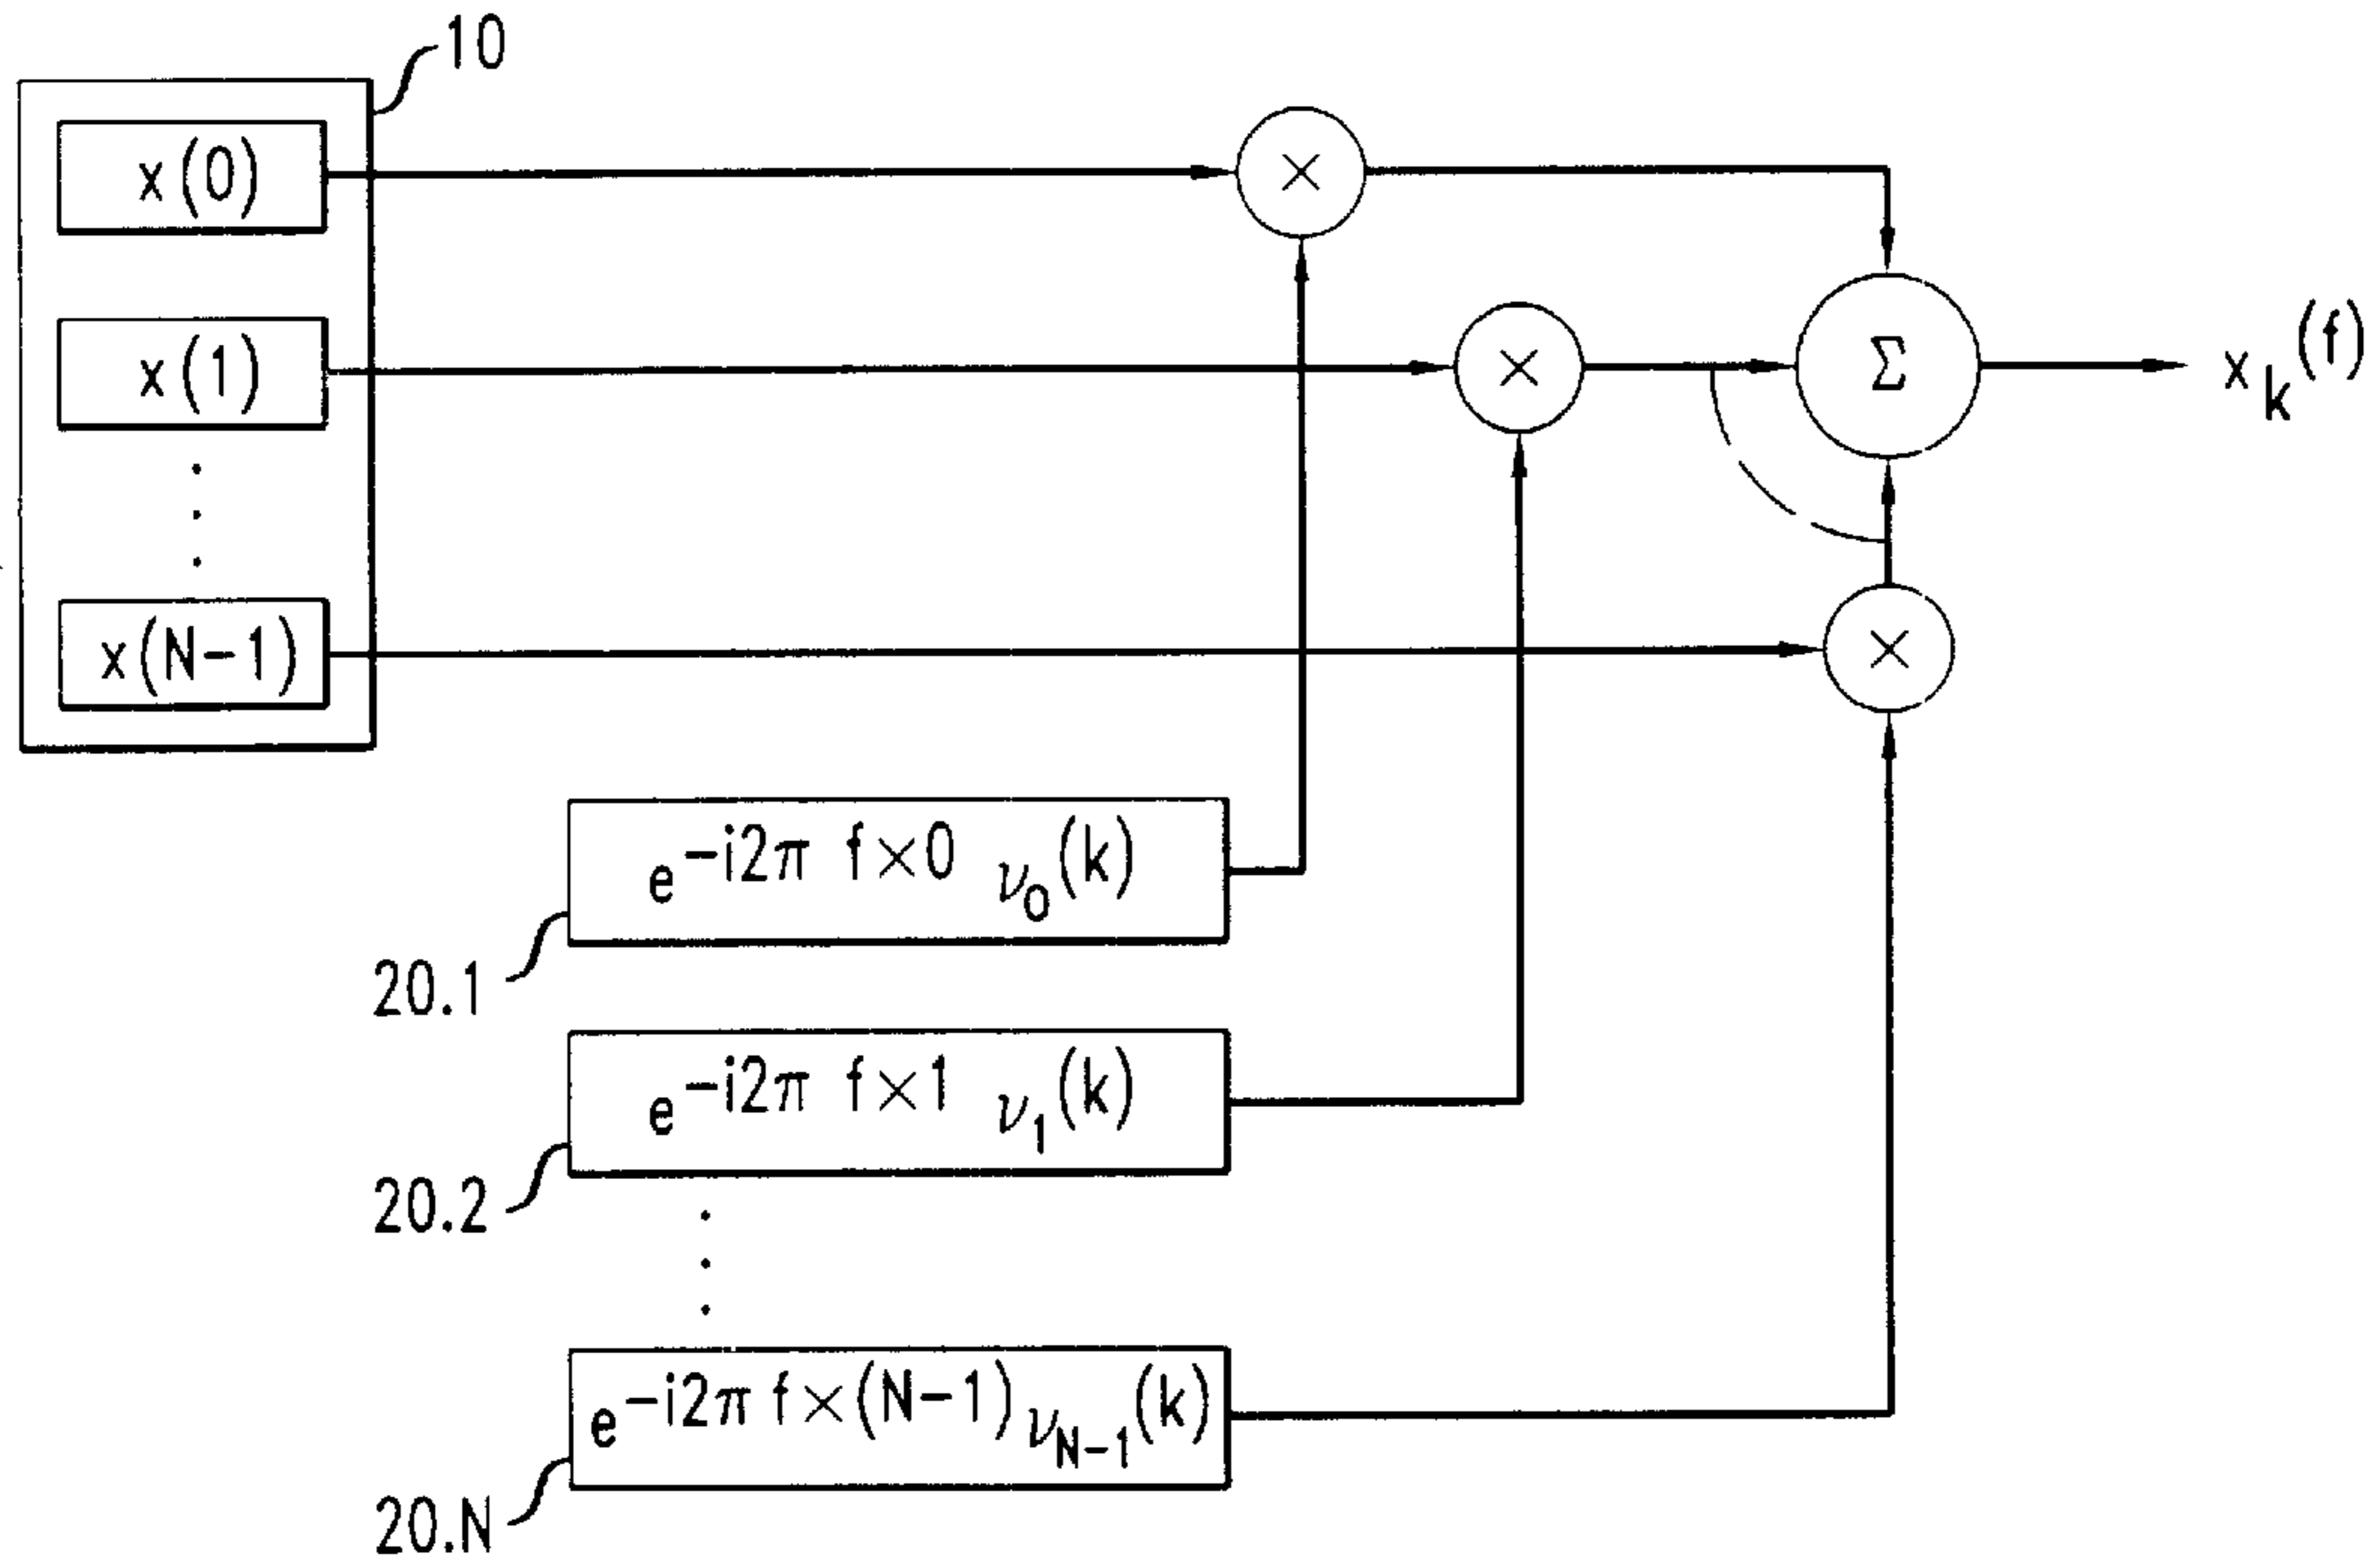 10
x(0)
x(1)
x(N-1)
×
×
Σ
x_k(f)
×
e^{-i2π f×0} ν_0(k)
20.1
e^{-i2π f×1} ν_1(k)
20.2
e^{-i2π f×(N-1)} ν_{N-1}(k)
20.N